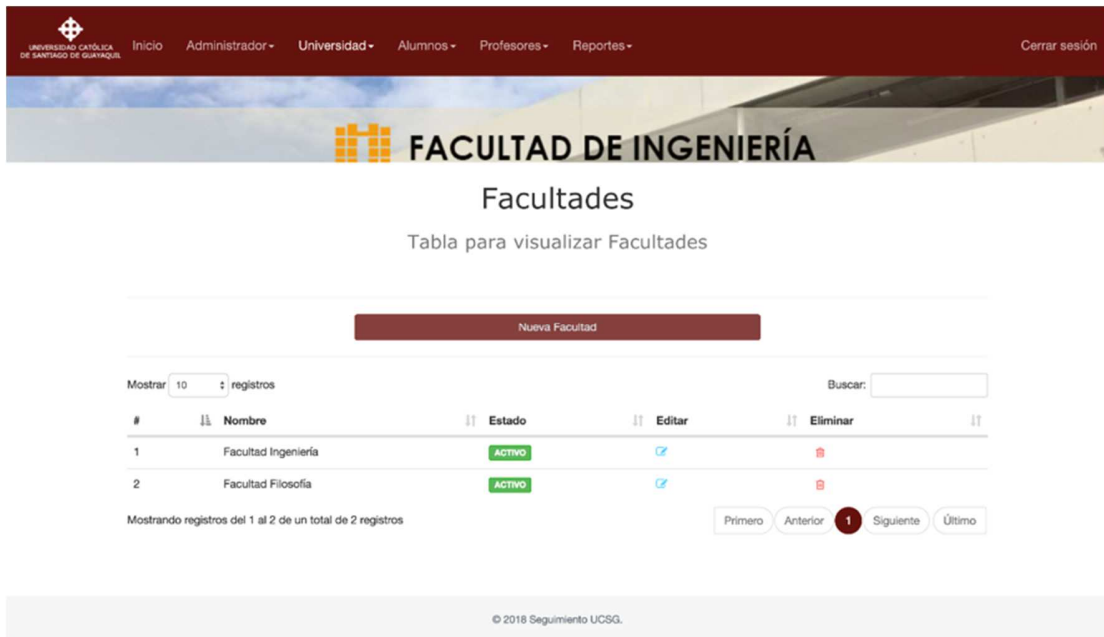 UNIVERSIDAD CATÓLICA
DE SANTIAGO DE GUAYAQUIL
Inicio Administrador Universidad Alumnos Profesores Reportes Cerrar sesión
FACULTAD DE INGENIERÍA
Facultades
Tabla para visualizar Facultades
Nueva Facultad
Mostrar 10 registros Buscar:
# Nombre Estado Editar Eliminar
1 Facultad Ingeniería ACTIVO
2 Facultad Filosofía ACTIVO
Mostrando registros del 1 al 2 de un total de 2 registros Primero Anterior 1 Siguiente Último
© 2018 Seguimiento UCSG.